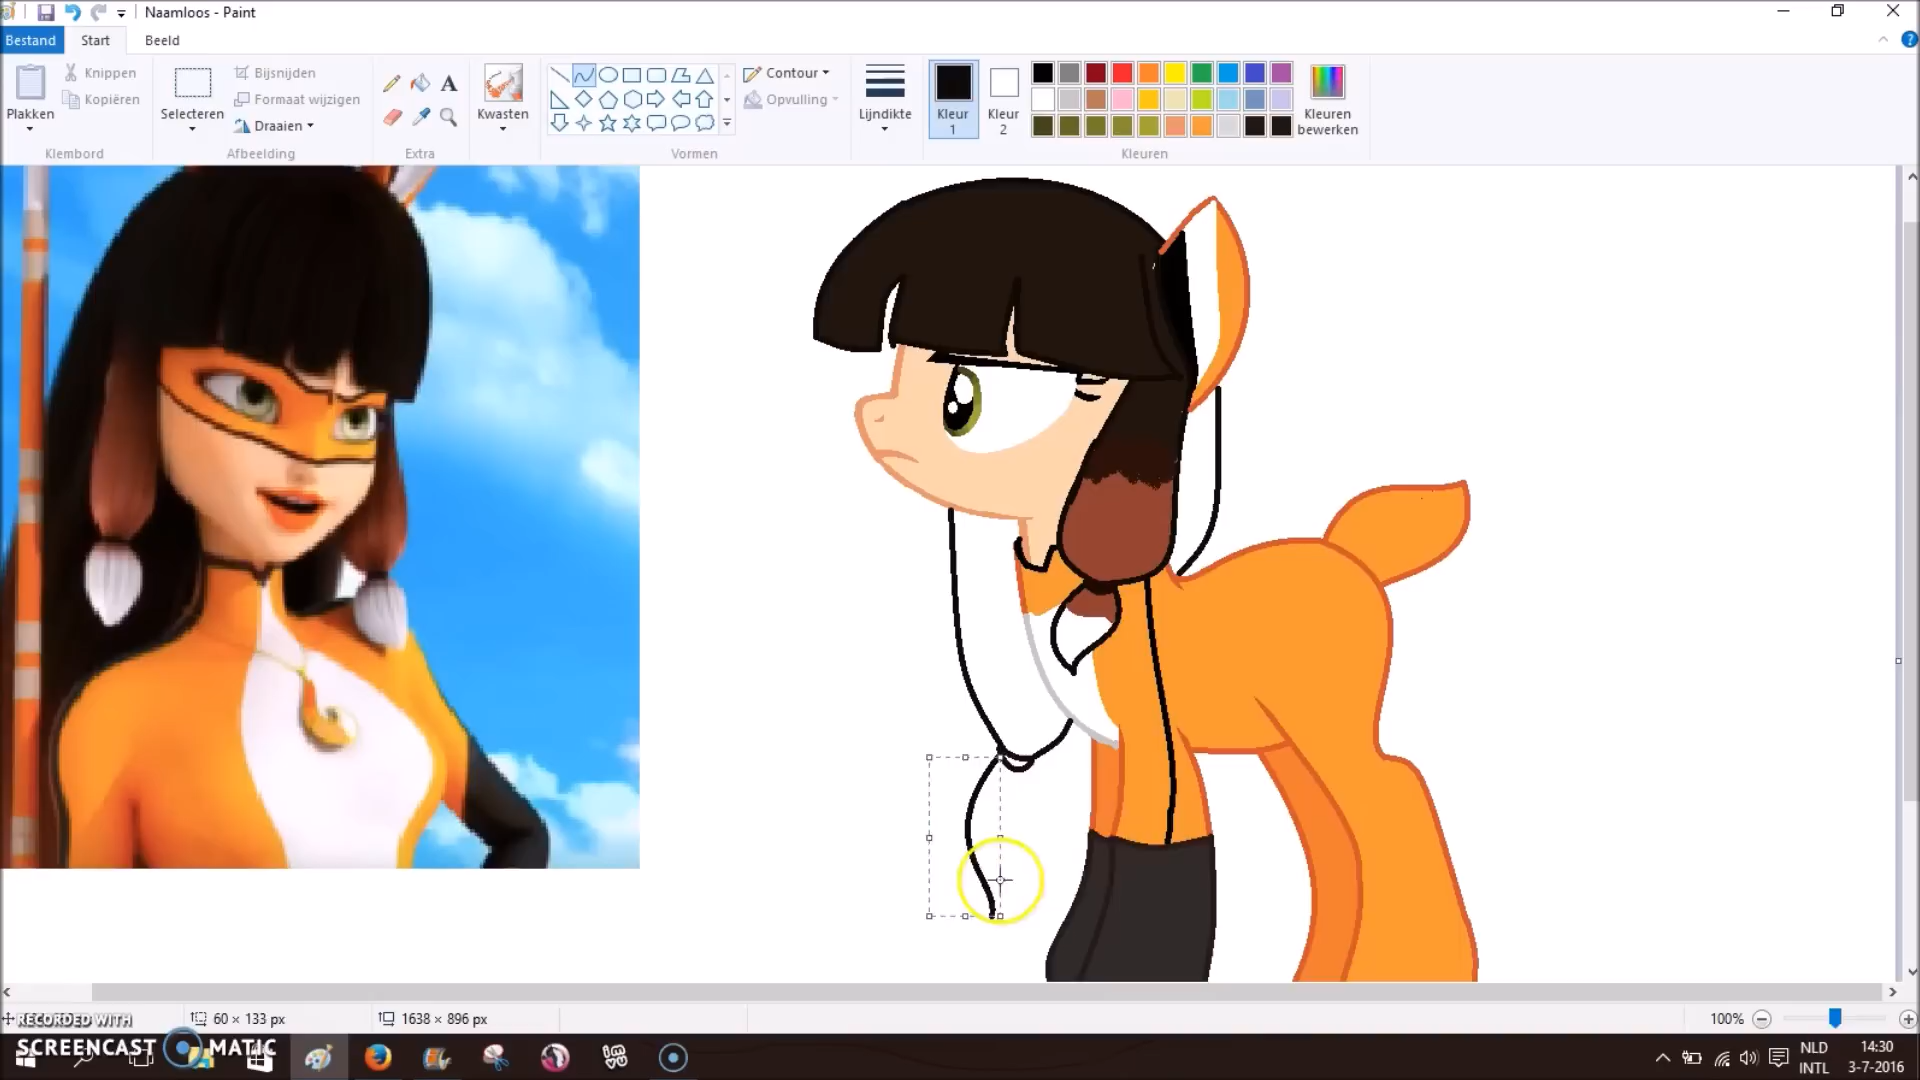 Naamloos - Paint
Bestand Start Beeld
Plakken
Knippen
Kopiëren
Klembord
Selecteren
Bijsnijden
Formaat wijzigen
Draaien
Afbeelding
A
Extra
Kwasten
Vormen
Contour
Opvulling
Lijndikte
Kleur
1
Kleur
2
Kleuren
bewerken
Kleuren
60 × 133 px
1638 × 896 px
100%
RECORDED WITH
SCREENCAST MATIC
NLD
INTL
14:30
3-7-2016